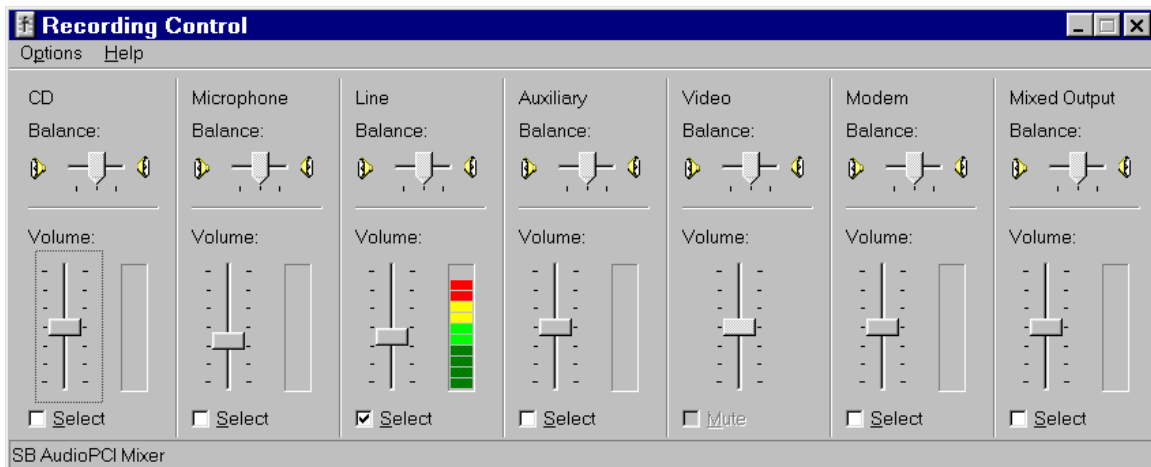 Recording Control
Options Help
CD Microphone Line Auxiliary Video Modem Mixed Output
Balance: Balance: Balance: Balance: Balance: Balance: Balance:
Volume: Volume: Volume: Volume: Volume: Volume: Volume:
Select Select Select Select Mute Select Select
SB AudioPCI Mixer